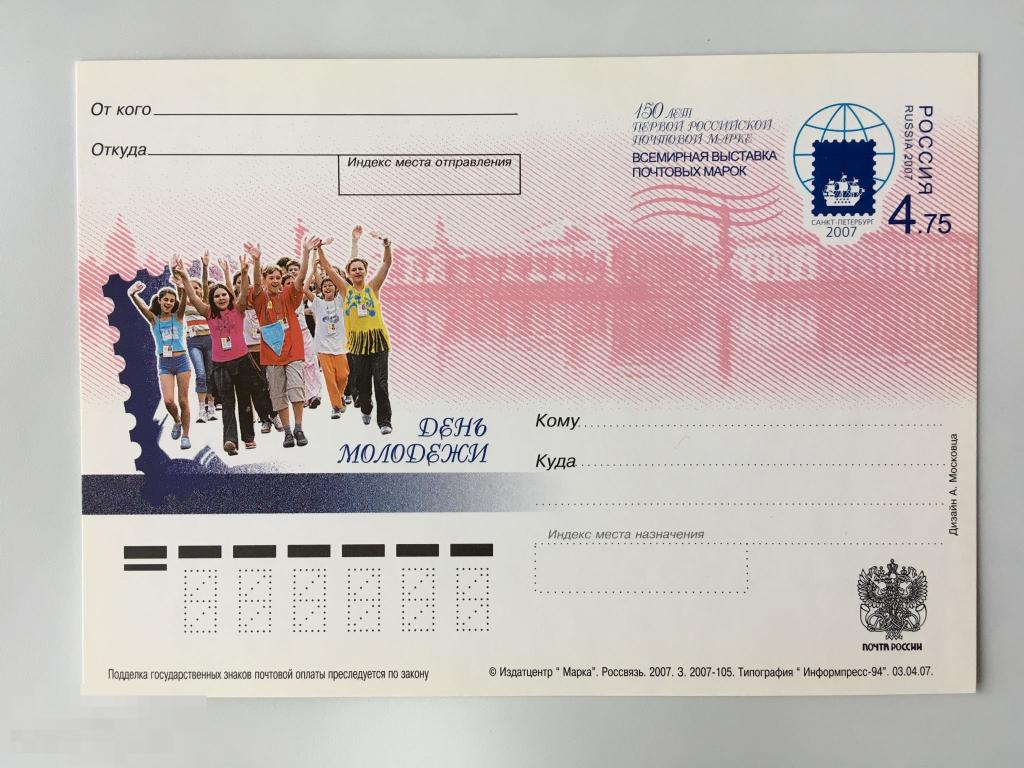 От кого
Откуда
Индекс места отправления
150 ЛЕТ
ПЕРВОЙ РОССИЙСКОЙ
ПОЧТОВОЙ МАРКЕ
ВСЕМИРНАЯ ВЫСТАВКА
ПОЧТОВЫХ МАРОК
САНКТ-ПЕТЕРБУРГ
2007
РОССИЯ
RUSSIA 2007
4.75
ДЕНЬ
МОЛОДЕЖИ
Кому
Куда
Индекс места назначения
Дизайн А. Московца
ПОЧТА РОССИИ
Подделка государственных знаков почтовой оплаты преследуется по закону
© Издатцентр " Марка". Россвязь. 2007. З. 2007-105. Типография " Информпресс-94". 03.04.07.